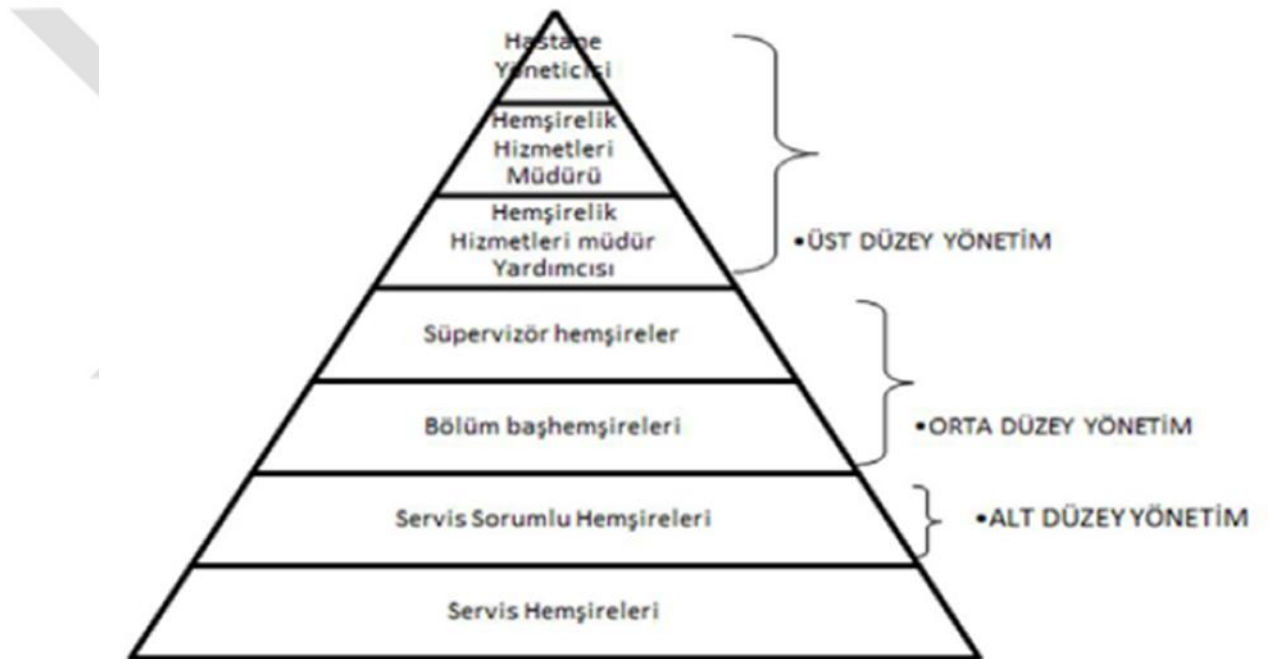 Hastane
Yöneticisi
Hemşirelik
Hizmetleri
Müdürü
Hemşirelik
Hizmetleri müdür
Yardımcısı
•ÜST DÜZEY YÖNETİM
Süpervizör hemşireler
Bölüm başhemşireleri
•ORTA DÜZEY YÖNETİM
Servis Sorumlu Hemşireleri
•ALT DÜZEY YÖNETİM
Servis Hemşireleri